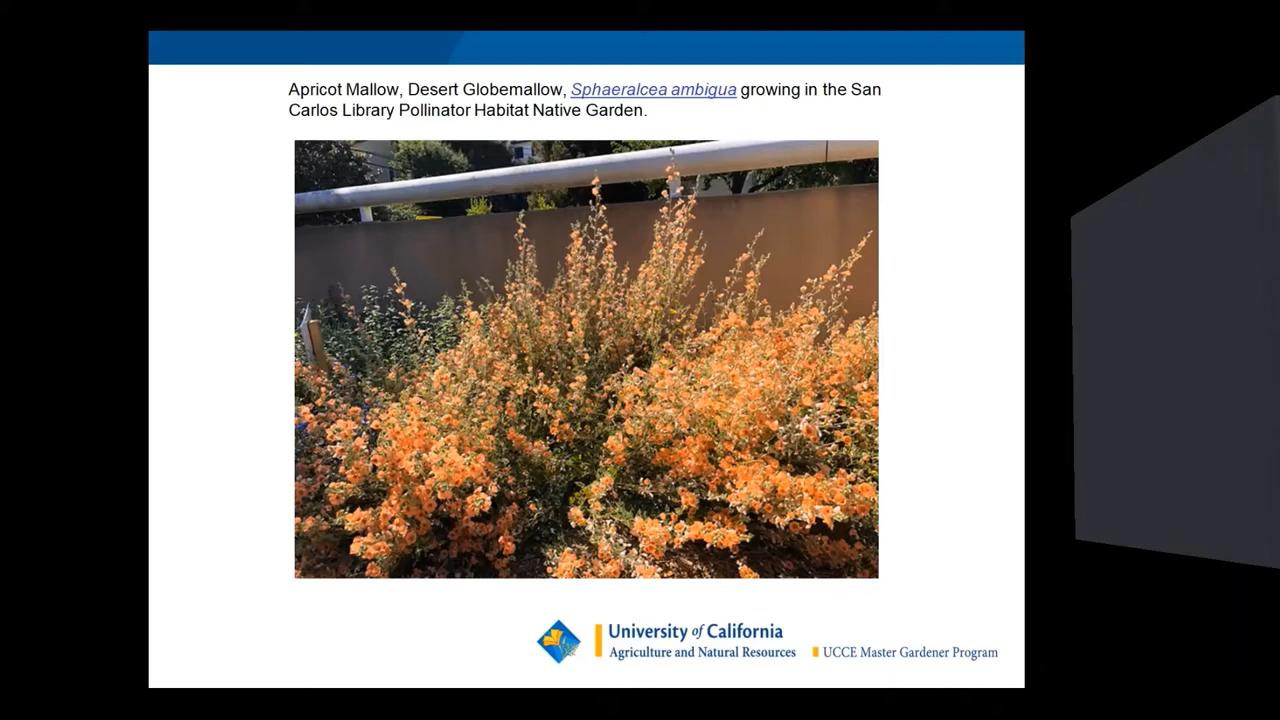 Apricot Mallow, Desert Globemallow, Sphaeralcea ambigua growing in the San
Carlos Library Pollinator Habitat Native Garden.
University of California
Agriculture and Natural Resources
UCCE Master Gardener Program